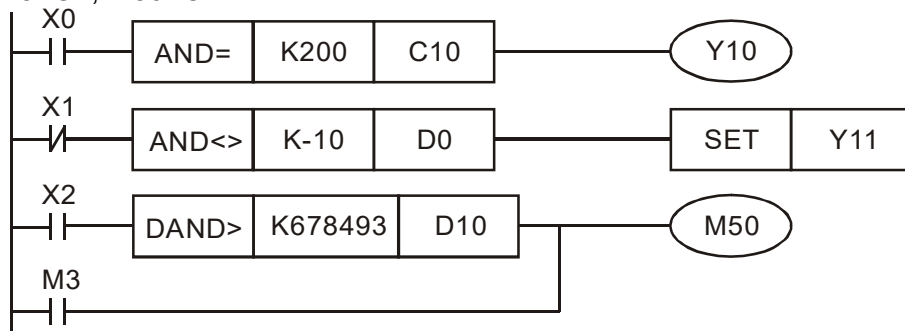 X0
AND= K200 C10 Y10
X1
AND<> K-10 D0 SET Y11
X2
DAND> K678493 D10 M50
M3